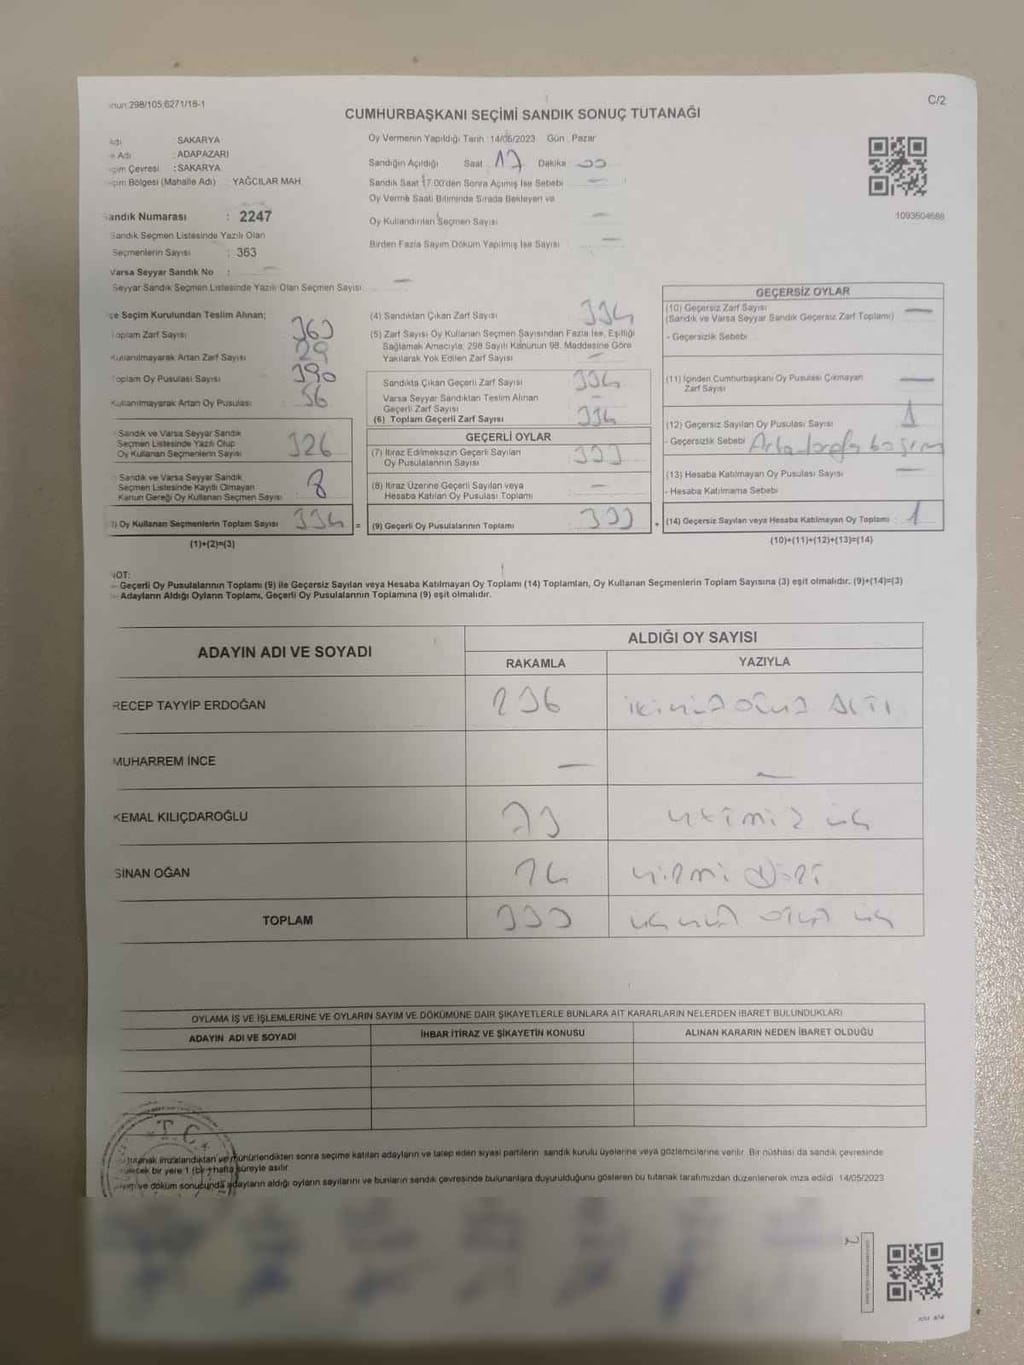 298/105,6271/18-1
C/2
CUMHURBAŞKANI SEÇİMİ SANDIK SONUÇ TUTANAĞI
SAKARYA
Adı : ADAPAZARI
Çevresi : SAKARYA
Bölgesi (Mahalle Adı) YAĞCILAR MAH
Sandık Numarası : 2247
Sandık Seçmen Listesinde Yazılı Olan
Seçmenlerin Sayısı : 363
Varsa Seyyar Sandık No : —
Seyyar Sandık Seçmen Listesinde Yazılı Olan Seçmen Sayısı: —
Oy Vermenin Yapıldığı Tarih :14/05/2023 Gün : Pazar
Sandığın Açıldığı Saat 17 Dakika 00
Sandık Saat 17.00'den Sonra Açılmış İse Sebebi —
Oy Verme Saati Bitiminde Sırada Bekleyen ve
Oy Kullandırılan Seçmen Sayısı —
Birden Fazla Sayım Döküm Yapılmış İse Sayısı —
1093604688
Seçim Kurulundan Teslim Alınan;
Toplam Zarf Sayısı 363
Kullanılmayarak Artan Zarf Sayısı 29
Toplam Oy Pusulası Sayısı 390
Kullanılmayarak Artan Oy Pusulası 56
Sandık ve Varsa Seyyar Sandık
Seçmen Listesinde Yazılı Olup
Oy Kullanan Seçmenlerin Sayısı 326
Sandık ve Varsa Seyyar Sandık
Seçmen Listesinde Kayıtlı Olmayan
Kanun Gereği Oy Kullanan Seçmen Sayısı 8
Oy Kullanan Seçmenlerin Toplam Sayısı 334 =
(1)+(2)=(3)
(4) Sandıktan Çıkan Zarf Sayısı 334
(5) Zarf Sayısı Oy Kullanan Seçmen Sayısından Fazla İse, Eşitliği
Sağlamak Amacıyla, 298 Sayılı Kanunun 98. Maddesine Göre
Yakılarak Yok Edilen Zarf Sayısı —
Sandıkta Çıkan Geçerli Zarf Sayısı 334
Varsa Seyyar Sandıktan Teslim Alınan
Geçerli Zarf Sayısı —
(6) Toplam Geçerli Zarf Sayısı 334
GEÇERLİ OYLAR
(7) İtiraz Edilmeksizin Geçerli Sayılan
Oy Pusulalarının Sayısı 333
(8) İtiraz Üzerine Geçerli Sayılan veya
Hesaba Katılan Oy Pusulası Toplamı —
(9) Geçerli Oy Pusulalarının Toplamı 333 +
GEÇERSİZ OYLAR
(10) Geçersiz Zarf Sayısı —
(Sandık ve Varsa Seyyar Sandık Geçersiz Zarf Toplamı)
- Geçersizlik Sebebi
(11) İçinden Cumhurbaşkanı Oy Pusulası Çıkmayan
Zarf Sayısı —
(12) Geçersiz Sayılan Oy Pusulası Sayısı 1
- Geçersizlik Sebebi
(13) Hesaba Katılmayan Oy Pusulası Sayısı —
- Hesaba Katılmama Sebebi
(14) Geçersiz Sayılan veya Hesaba Katılmayan Oy Toplamı 1
(10)+(11)+(12)+(13)=(14)
NOT:
- Geçerli Oy Pusulalarının Toplamı (9) ile Geçersiz Sayılan veya Hesaba Katılmayan Oy Toplamı (14) Toplamları, Oy Kullanan Seçmenlerin Toplam Sayısına (3) eşit olmalıdır. (9)+(14)=(3)
- Adayların Aldığı Oyların Toplamı, Geçerli Oy Pusulalarının Toplamına (9) eşit olmalıdır.
ADAYIN ADI VE SOYADI
ALDIĞI OY SAYISI
RAKAMLA YAZIYLA
RECEP TAYYİP ERDOĞAN 236 ikiyüz otuz altı
MUHARREM İNCE — —
KEMAL KILIÇDAROĞLU 73 yetmiş üç
SİNAN OĞAN 24 yirmi dört
TOPLAM 333 üçyüz otuz üç
OYLAMA İŞ VE İŞLEMLERİNE VE OYLARIN SAYIM VE DÖKÜMÜNE DAİR ŞİKAYETLERLE BUNLARA AİT KARARLARIN NELERDEN İBARET BULUNDUKLARI
ADAYIN ADI VE SOYADI İHBAR İTİRAZ VE ŞİKAYETİN KONUSU ALINAN KARARIN NEDEN İBARET OLDUĞU
T.C.
tutanak imzalandıktan ve mühürlendikten sonra seçime katılan adayların ve talep eden siyasi partilerin sandık kurulu üyelerine veya gözlemcilerine verilir. Bir nüshası da sandık çevresinde
bir yere 1 (bir) hafta süreyle asılır.
ve döküm sonucunda adayların aldığı oyların sayılarını ve bunların sandık çevresinde bulunanlara duyurulduğunu gösteren bu tutanak tarafımızdan düzenlenerek imza edildi. 14/05/2023
2